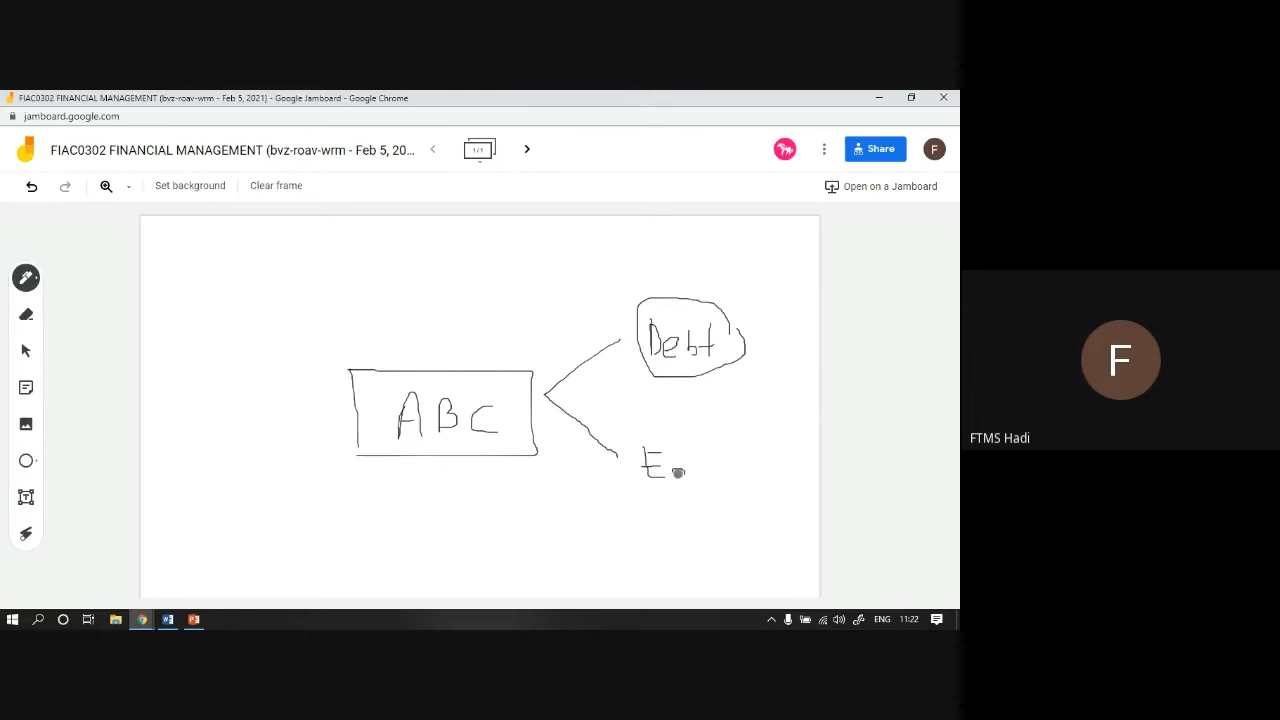 FIAC0302 FINANCIAL MANAGEMENT (bvz-roav-wrm - Feb 5, 2021) - Google Jamboard - Google Chrome
jamboard.google.com
FIAC0302 FINANCIAL MANAGEMENT (bvz-roav-wrm - Feb 5, 20...
1/1
Share
F
Set background
Clear frame
Open on a Jamboard
Debt
ABC
E
F
FTMS Hadi
ENG
11:22